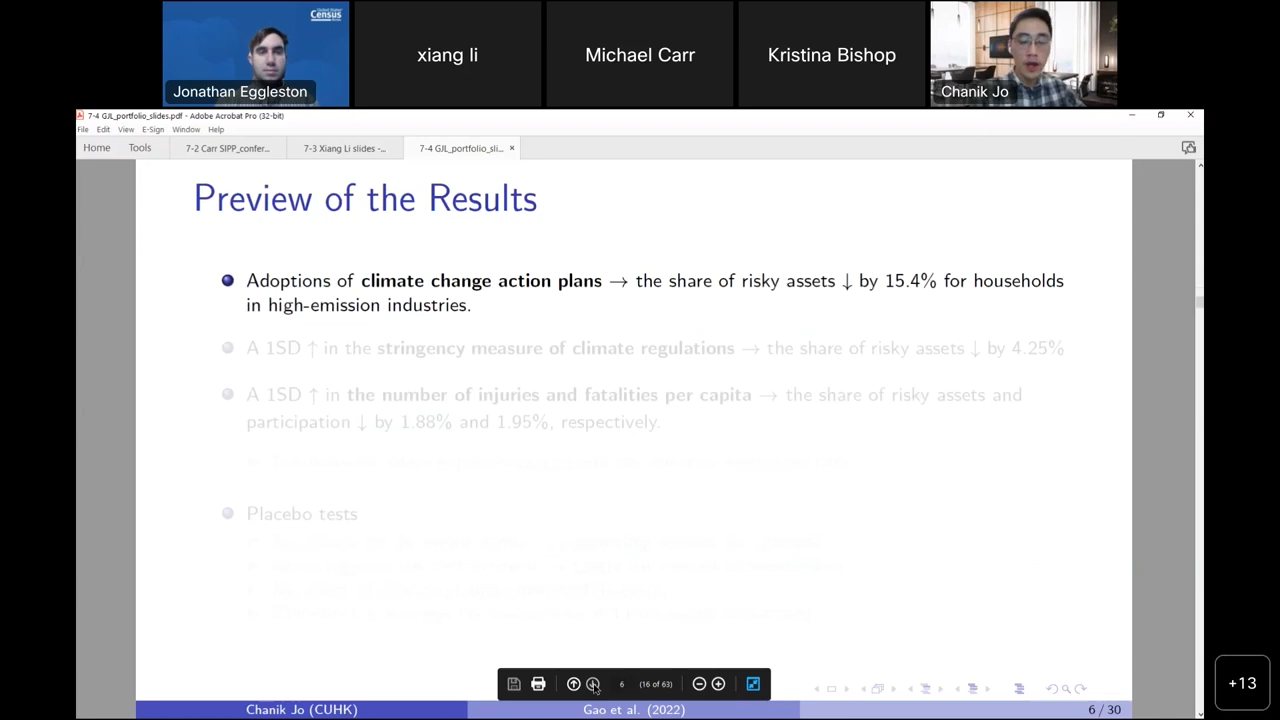 United States
Census
Bureau
Jonathan Eggleston
xiang li
Michael Carr
Kristina Bishop
Chanik Jo
7-4 GJL_portfolio_slides.pdf - Adobe Acrobat Pro (32-bit)
File Edit View E-Sign Window Help
Home Tools 7-2 Carr SIPP_confer... 7-3 Xiang Li slides -... 7-4 GJL_portfolio_sli... ×
Preview of the Results
Adoptions of climate change action plans → the share of risky assets ↓ by 15.4% for households
in high-emission industries.
A 1SD ↑ in the stringency measure of climate regulations → the share of risky assets ↓ by 4.25%
A 1SD ↑ in the number of injuries and fatalities per capita → the share of risky assets and
participation ↓ by 1.88% and 1.95%, respectively.
Placebo tests
6 (16 of 63)
Chanik Jo (CUHK) Gao et al. (2022) 6 / 30
+13